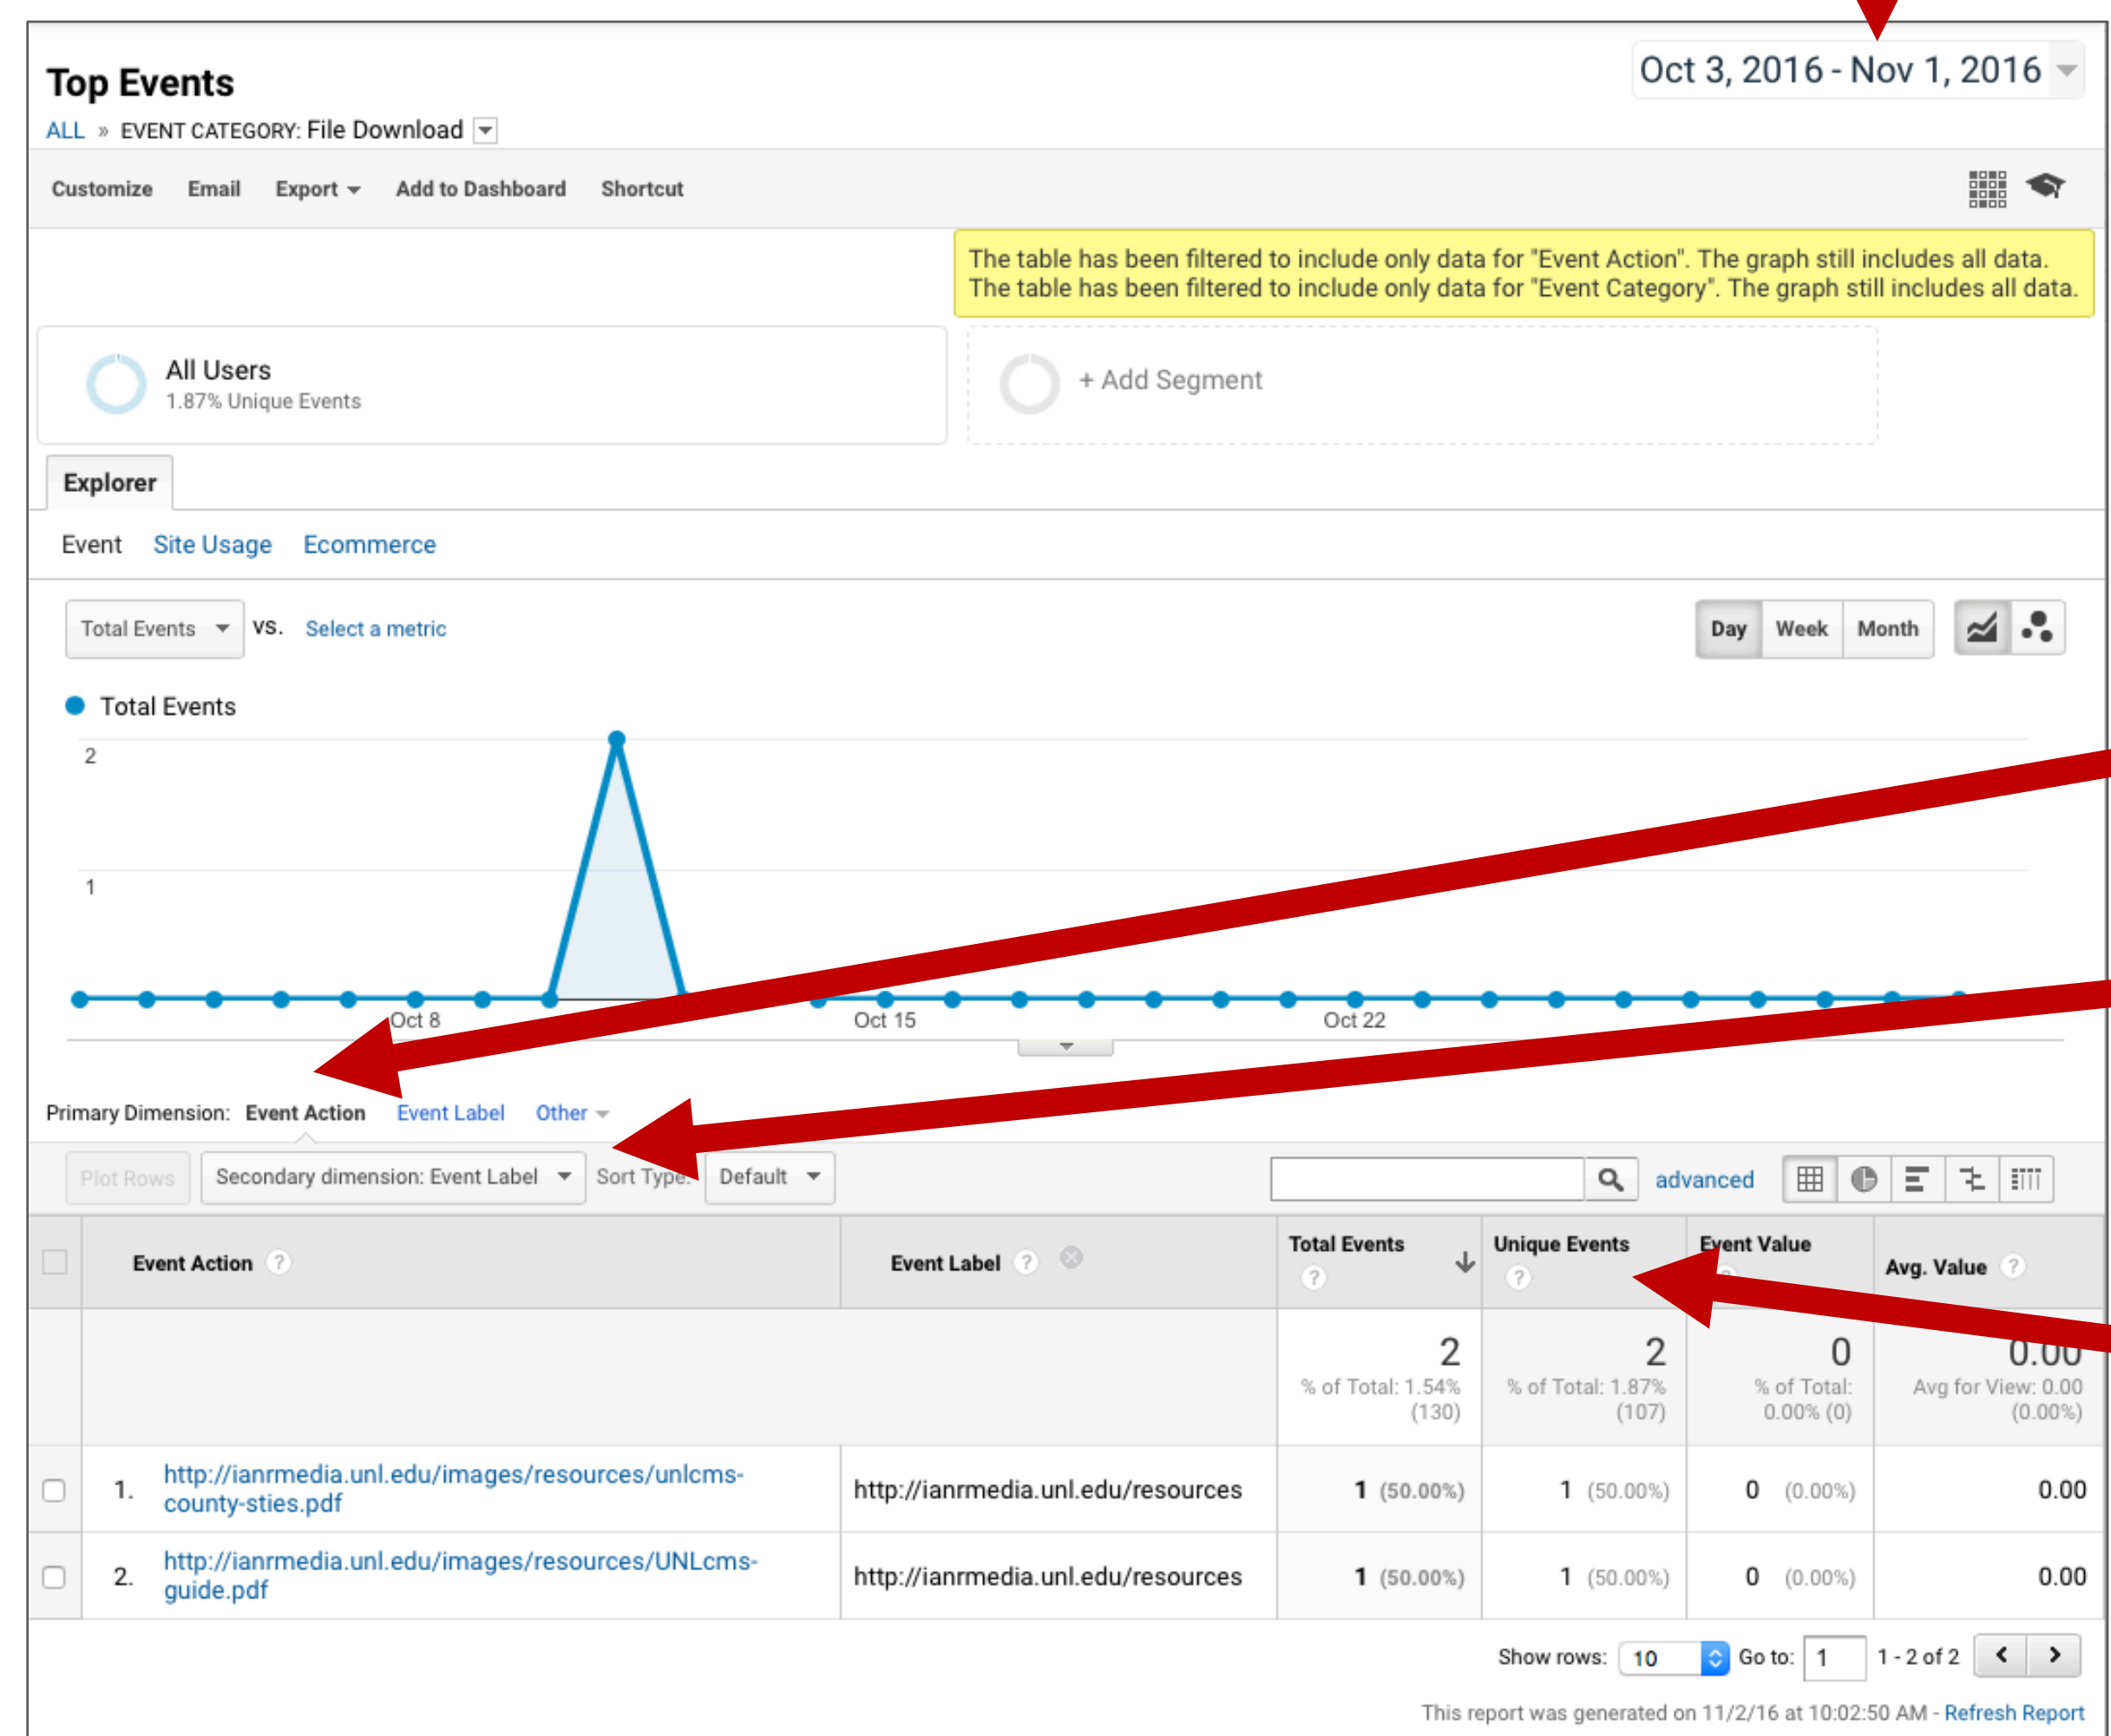 Top Events
Oct 3, 2016 - Nov 1, 2016
ALL » EVENT CATEGORY: File Download
Customize Email Export Add to Dashboard Shortcut
The table has been filtered to include only data for "Event Action". The graph still includes all data.
The table has been filtered to include only data for "Event Category". The graph still includes all data.
All Users
1.87% Unique Events
+ Add Segment
Explorer
Event Site Usage Ecommerce
Total Events VS. Select a metric
Day Week Month
Total Events
2
1
Oct 8 Oct 15 Oct 22
Primary Dimension: Event Action Event Label Other
Plot Rows Secondary dimension: Event Label Sort Type: Default advanced
Event Action ? Event Label ? Total Events ? Unique Events ? Event Value Avg. Value ?
2 2 0 0.00
% of Total: 1.54% % of Total: 1.87% % of Total: Avg for View: 0.00
(130) (107) 0.00% (0) (0.00%)
1. http://ianrmedia.unl.edu/images/resources/unlcms-
county-sties.pdf
http://ianrmedia.unl.edu/resources 1 (50.00%) 1 (50.00%) 0 (0.00%) 0.00
2. http://ianrmedia.unl.edu/images/resources/UNLcms-
guide.pdf
http://ianrmedia.unl.edu/resources 1 (50.00%) 1 (50.00%) 0 (0.00%) 0.00
Show rows: 10 Go to: 1 1 - 2 of 2
This report was generated on 11/2/16 at 10:02:50 AM - Refresh Report